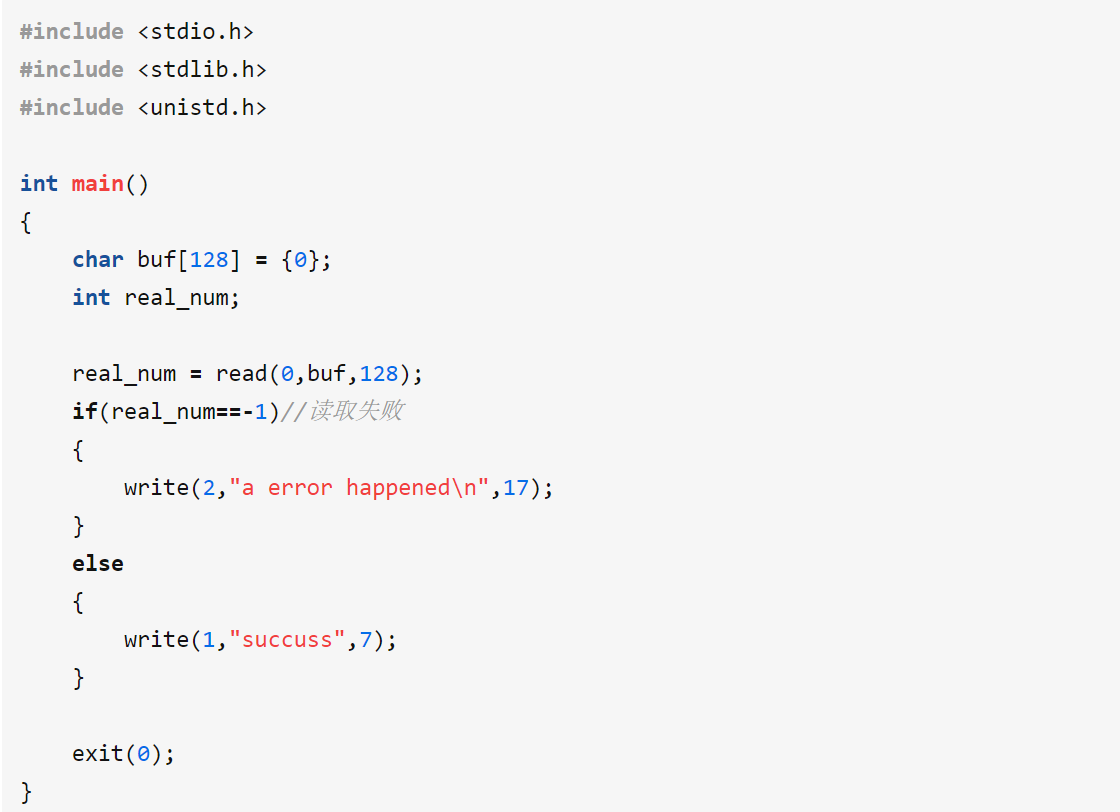 #include <stdio.h>
#include <stdlib.h>
#include <unistd.h>
int main()
{
    char buf[128] = {0};
    int real_num;
    real_num = read(0,buf,128);
    if(real_num==-1)//读取失败
    {
        write(2,"a error happened\n",17);
    }
    else
    {
        write(1,"succuss",7);
    }
    exit(0);
}